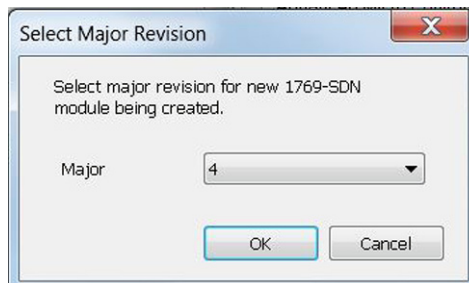 Select Major Revision
Select major revision for new 1769-SDN
module being created.
Major
4
OK
Cancel